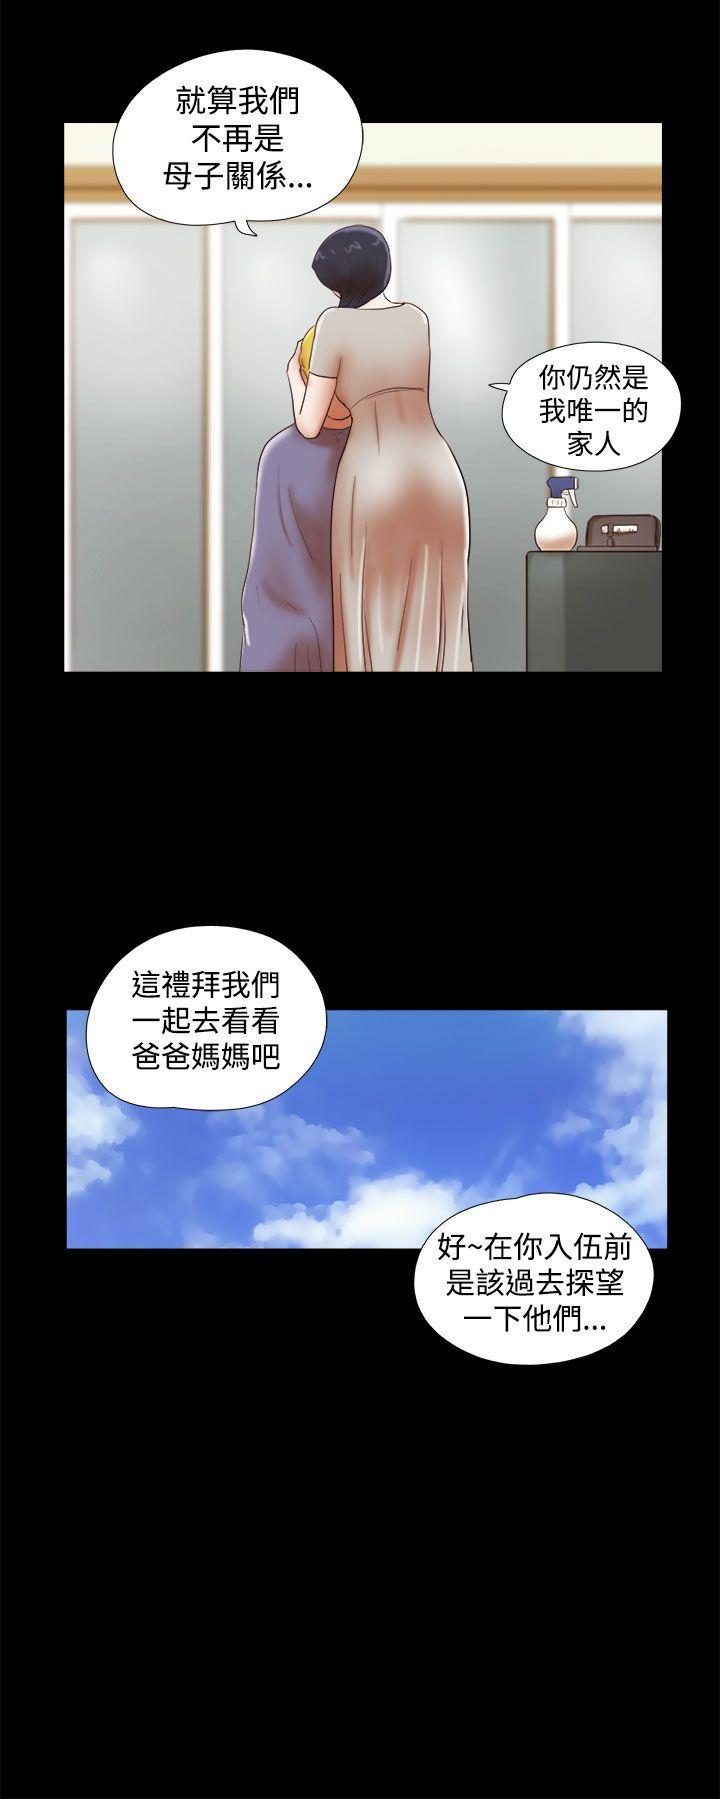 就算我們
不再是
母子關係...
你仍然是
我唯一的
家人
這禮拜我們
一起去看看
爸爸媽媽吧
好~在你入伍前
是該過去探望
一下他們...